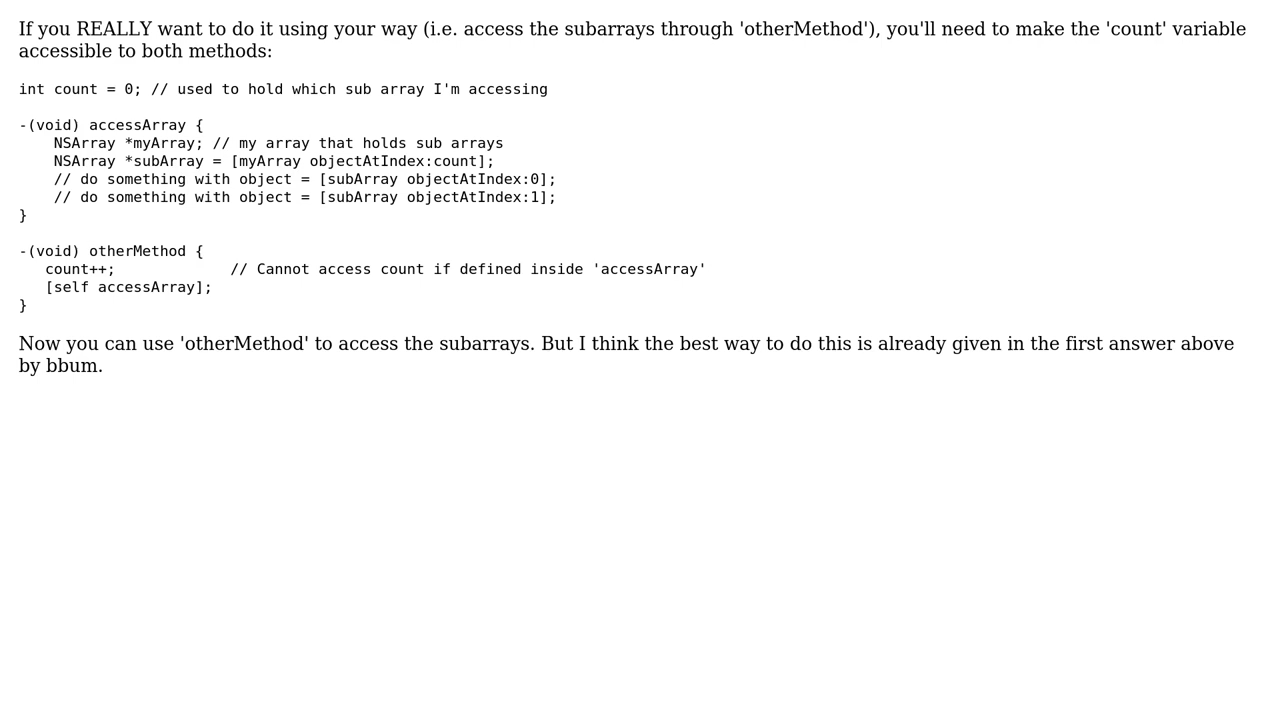 If you REALLY want to do it using your way (i.e. access the subarrays through 'otherMethod'), you'll need to make the 'count' variable
accessible to both methods:
int count = 0; // used to hold which sub array I'm accessing
-(void) accessArray {
    NSArray *myArray; // my array that holds sub arrays
    NSArray *subArray = [myArray objectAtIndex:count];
    // do something with object = [subArray objectAtIndex:0];
    // do something with object = [subArray objectAtIndex:1];
}
-(void) otherMethod {
   count++;             // Cannot access count if defined inside 'accessArray'
   [self accessArray];
}
Now you can use 'otherMethod' to access the subarrays. But I think the best way to do this is already given in the first answer above
by bbum.